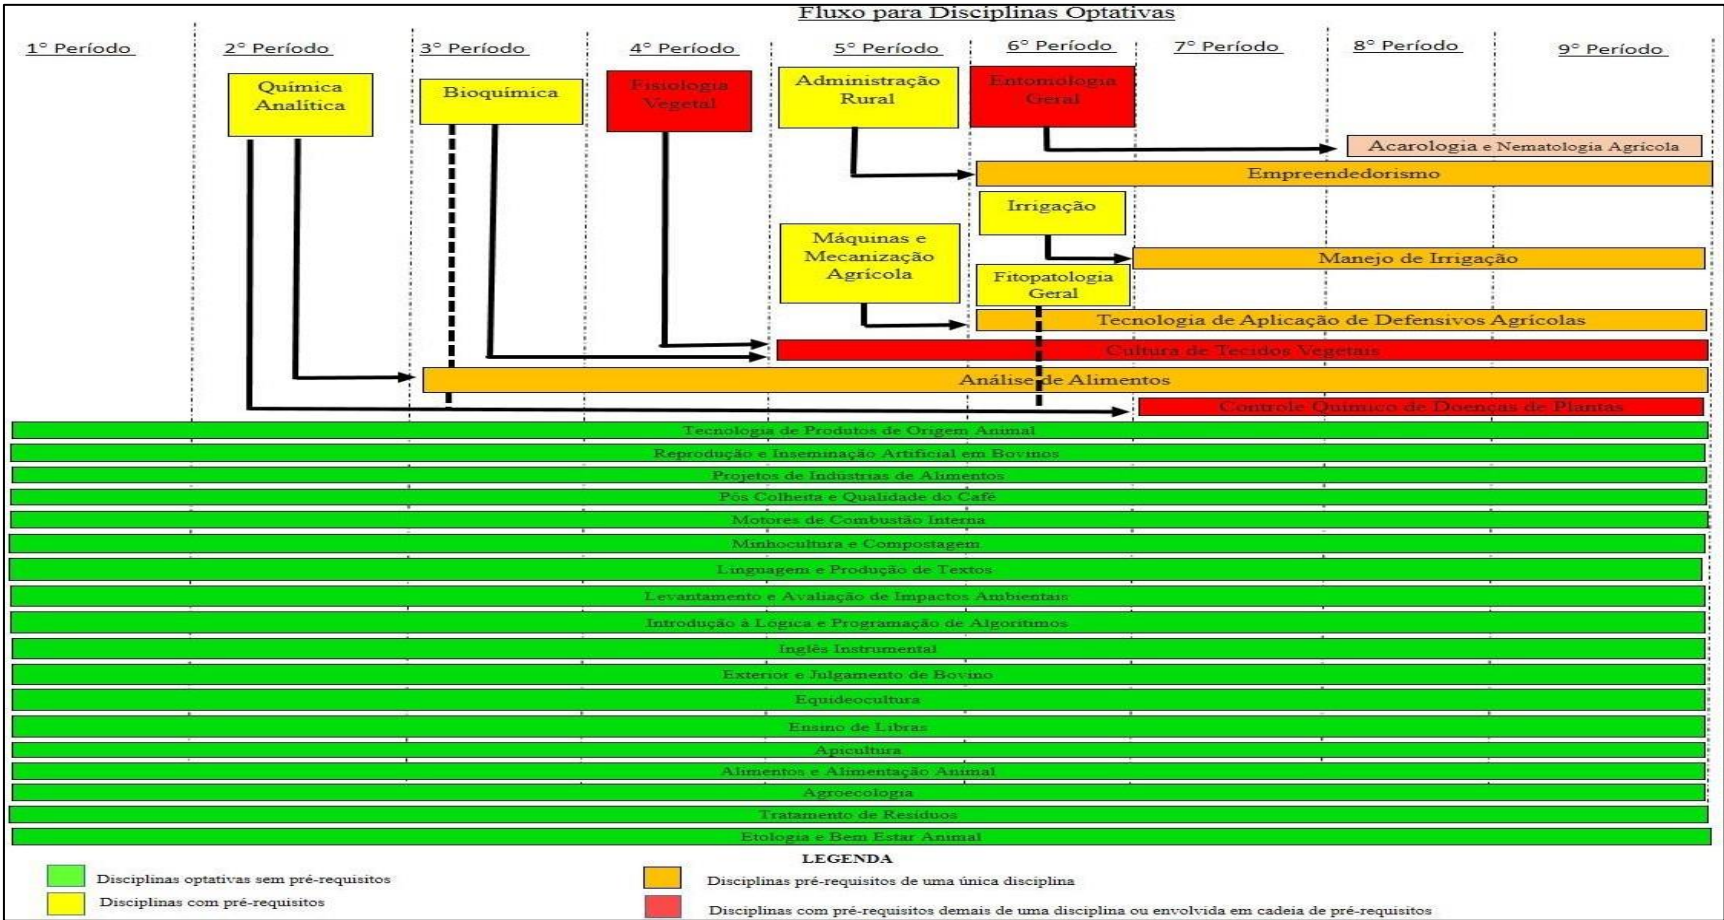 Fluxo para Disciplinas Optativas
1° Período
2° Período
3° Período
4° Período
5° Período
6° Período
7° Período
8° Período
9° Período
Química
Analítica
Bioquímica
Fisiologia
Vegetal
Administração
Rural
Entomologia
Geral
Acarologia e Nematologia Agrícola
Empreendedorismo
Irrigação
Máquinas e
Mecanização
Agrícola
Manejo de Irrigação
Fitopatologia
Geral
Tecnologia de Aplicação de Defensivos Agrícolas
Cultura de Tecidos Vegetais
Análise de Alimentos
Controle Químico de Doenças de Plantas
Tecnologia de Produtos de Origem Animal
Reprodução e Inseminação Artificial em Bovinos
Projetos de Indústrias de Alimentos
Pós Colheita e Qualidade do Café
Motores de Combustão Interna
Minhocultura e Compostagem
Linguagem e Produção de Textos
Levantamento e Avaliação de Impactos Ambientais
Introdução à Lógica e Programação de Algoritimos
Inglês Instrumental
Exterior e Julgamento de Bovino
Equideocultura
Ensino de Libras
Apicultura
Alimentos e Alimentação Animal
Agroecologia
Tratamento de Resíduos
Etologia e Bem Estar Animal
LEGENDA
Disciplinas optativas sem pré-requisitos
Disciplinas pré-requisitos de uma única disciplina
Disciplinas com pré-requisitos
Disciplinas com pré-requisitos demais de uma disciplina ou envolvida em cadeia de pré-requisitos